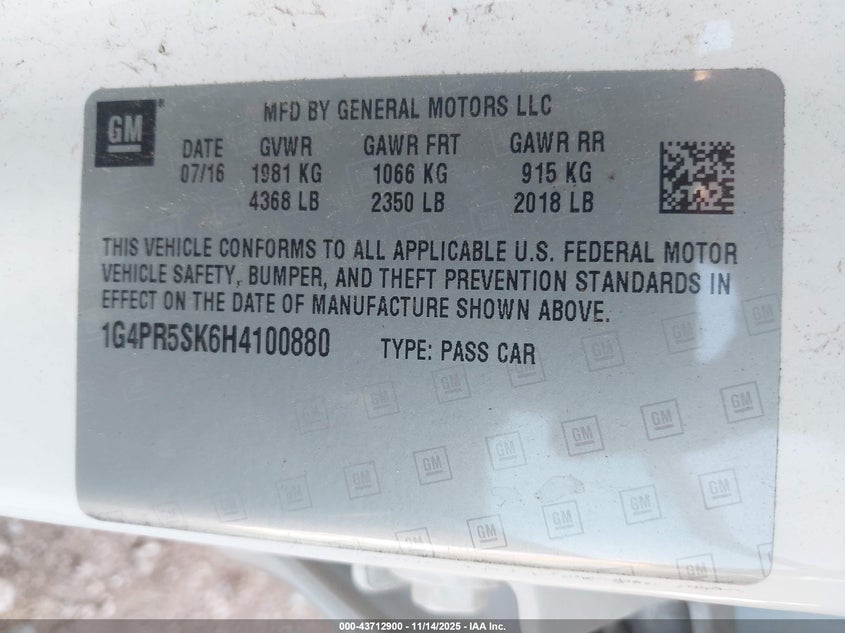 GM ® MFD BY GENERAL MOTORS LLC
DATE GVWR GAWR FRT GAWR RR
07/16 1981 KG 1066 KG 915 KG
4368 LB 2350 LB 2018 LB
THIS VEHICLE CONFORMS TO ALL APPLICABLE U.S. FEDERAL MOTOR
VEHICLE SAFETY, BUMPER, AND THEFT PREVENTION STANDARDS IN
EFFECT ON THE DATE OF MANUFACTURE SHOWN ABOVE.
1G4PR5SK6H4100880 TYPE: PASS CAR
000-43712900 - 11/14/2025 - IAA Inc.